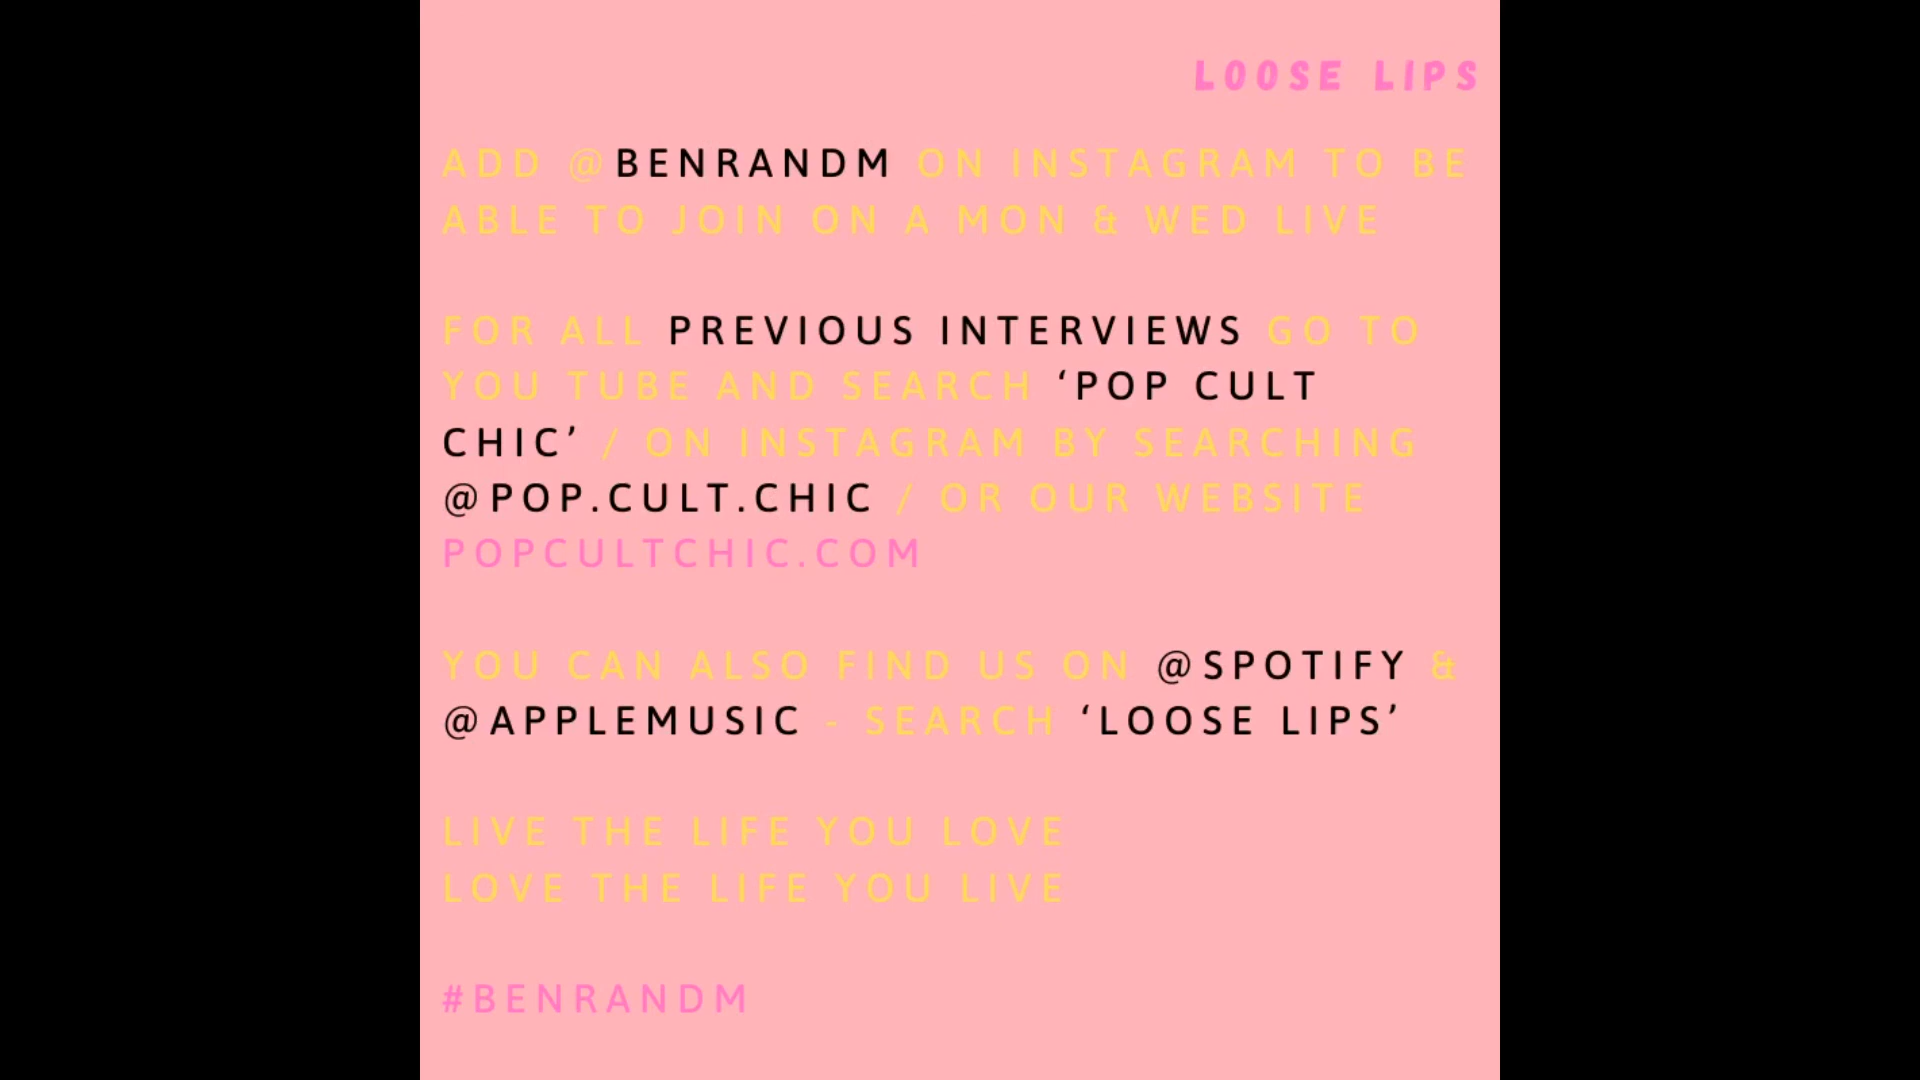 LOOSE LIPS
ADD @BENRANDM ON INSTAGRAM TO BE
ABLE TO JOIN ON A MON & WED LIVE
FOR ALL PREVIOUS INTERVIEWS GO TO
YOU TUBE AND SEARCH ‘POP CULT
CHIC’ / ON INSTAGRAM BY SEARCHING
@POP.CULT.CHIC / OR OUR WEBSITE
POPCULTCHIC.COM
YOU CAN ALSO FIND US ON @SPOTIFY &
@APPLEMUSIC - SEARCH ‘LOOSE LIPS’
LIVE THE LIFE YOU LOVE
LOVE THE LIFE YOU LIVE
#BENRANDM